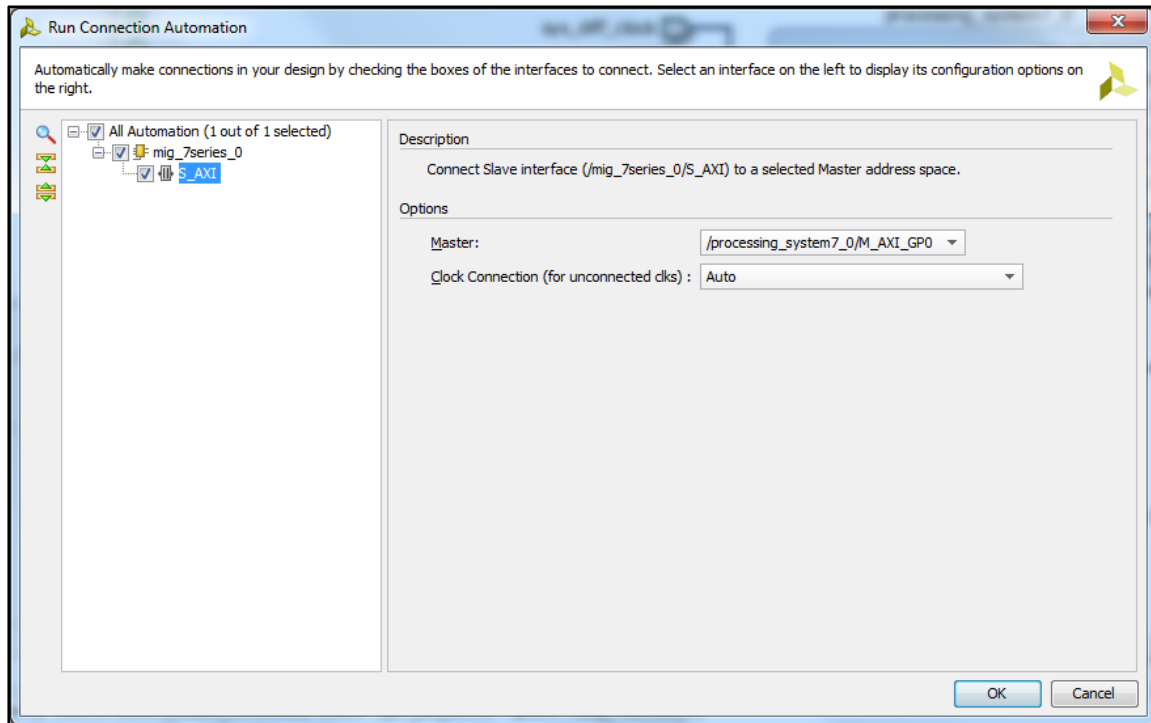 Run Connection Automation
Automatically make connections in your design by checking the boxes of the interfaces to connect. Select an interface on the left to display its configuration options on
the right.
All Automation (1 out of 1 selected)
mig_7series_0
S_AXI
Description
Connect Slave interface (/mig_7series_0/S_AXI) to a selected Master address space.
Options
Master: /processing_system7_0/M_AXI_GP0
Clock Connection (for unconnected clks) : Auto
OK Cancel